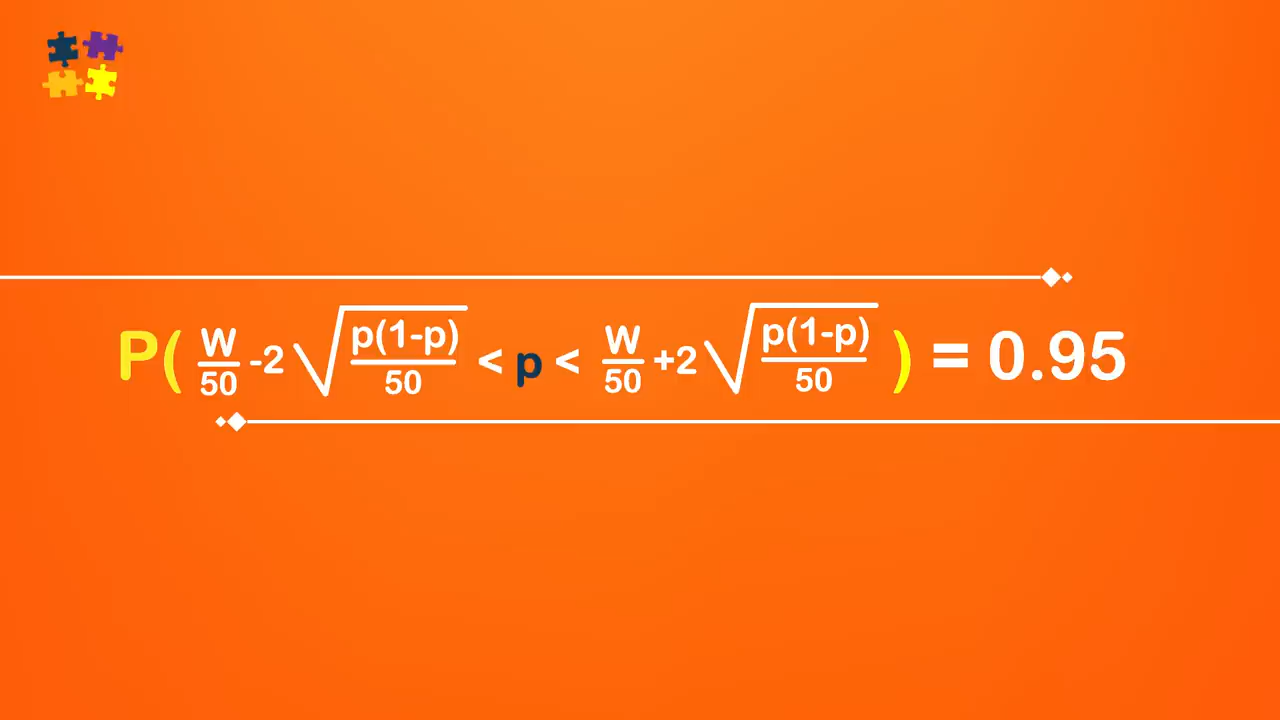 P( W/50 -2 √(p(1-p)/50) < p < W/50 +2 √(p(1-p)/50) ) = 0.95